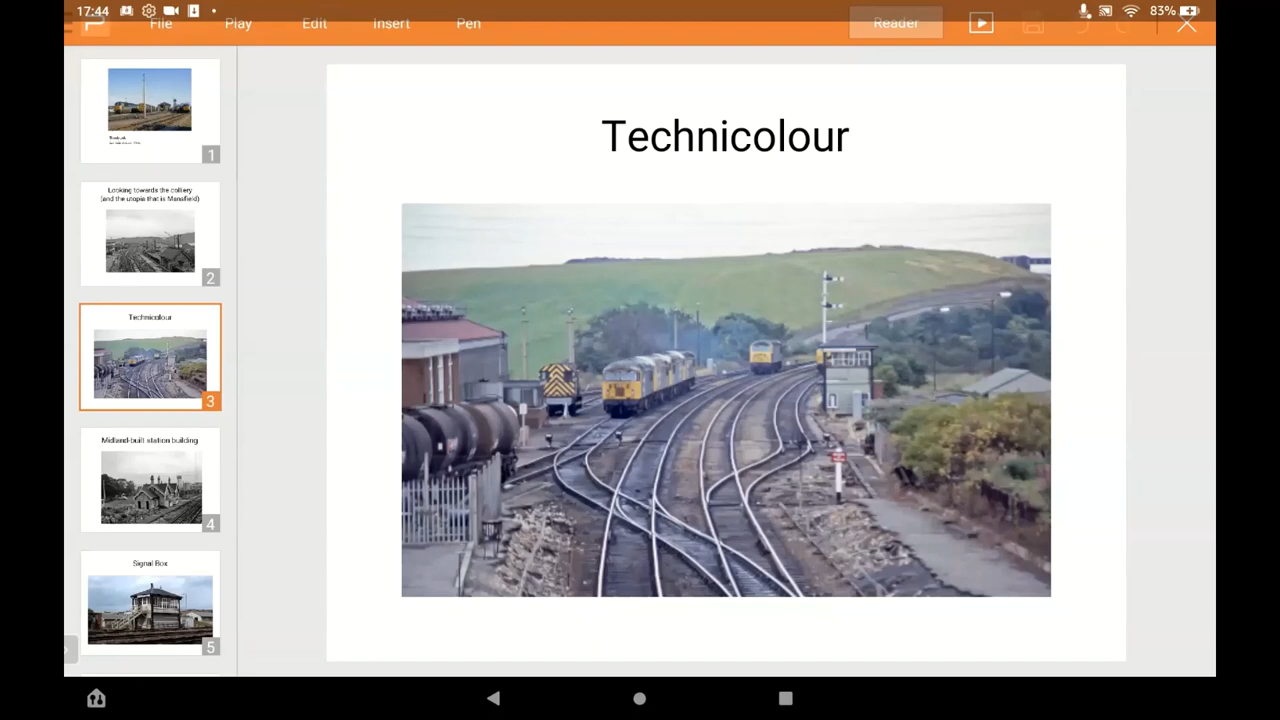 17:44
83%
File
Play
Edit
Insert
Pen
Reader
1
Looking towards the colliery
(and the utopia that is Mansfield)
2
Technicolour
3
Midland-built station building
4
Signal Box
5
Technicolour